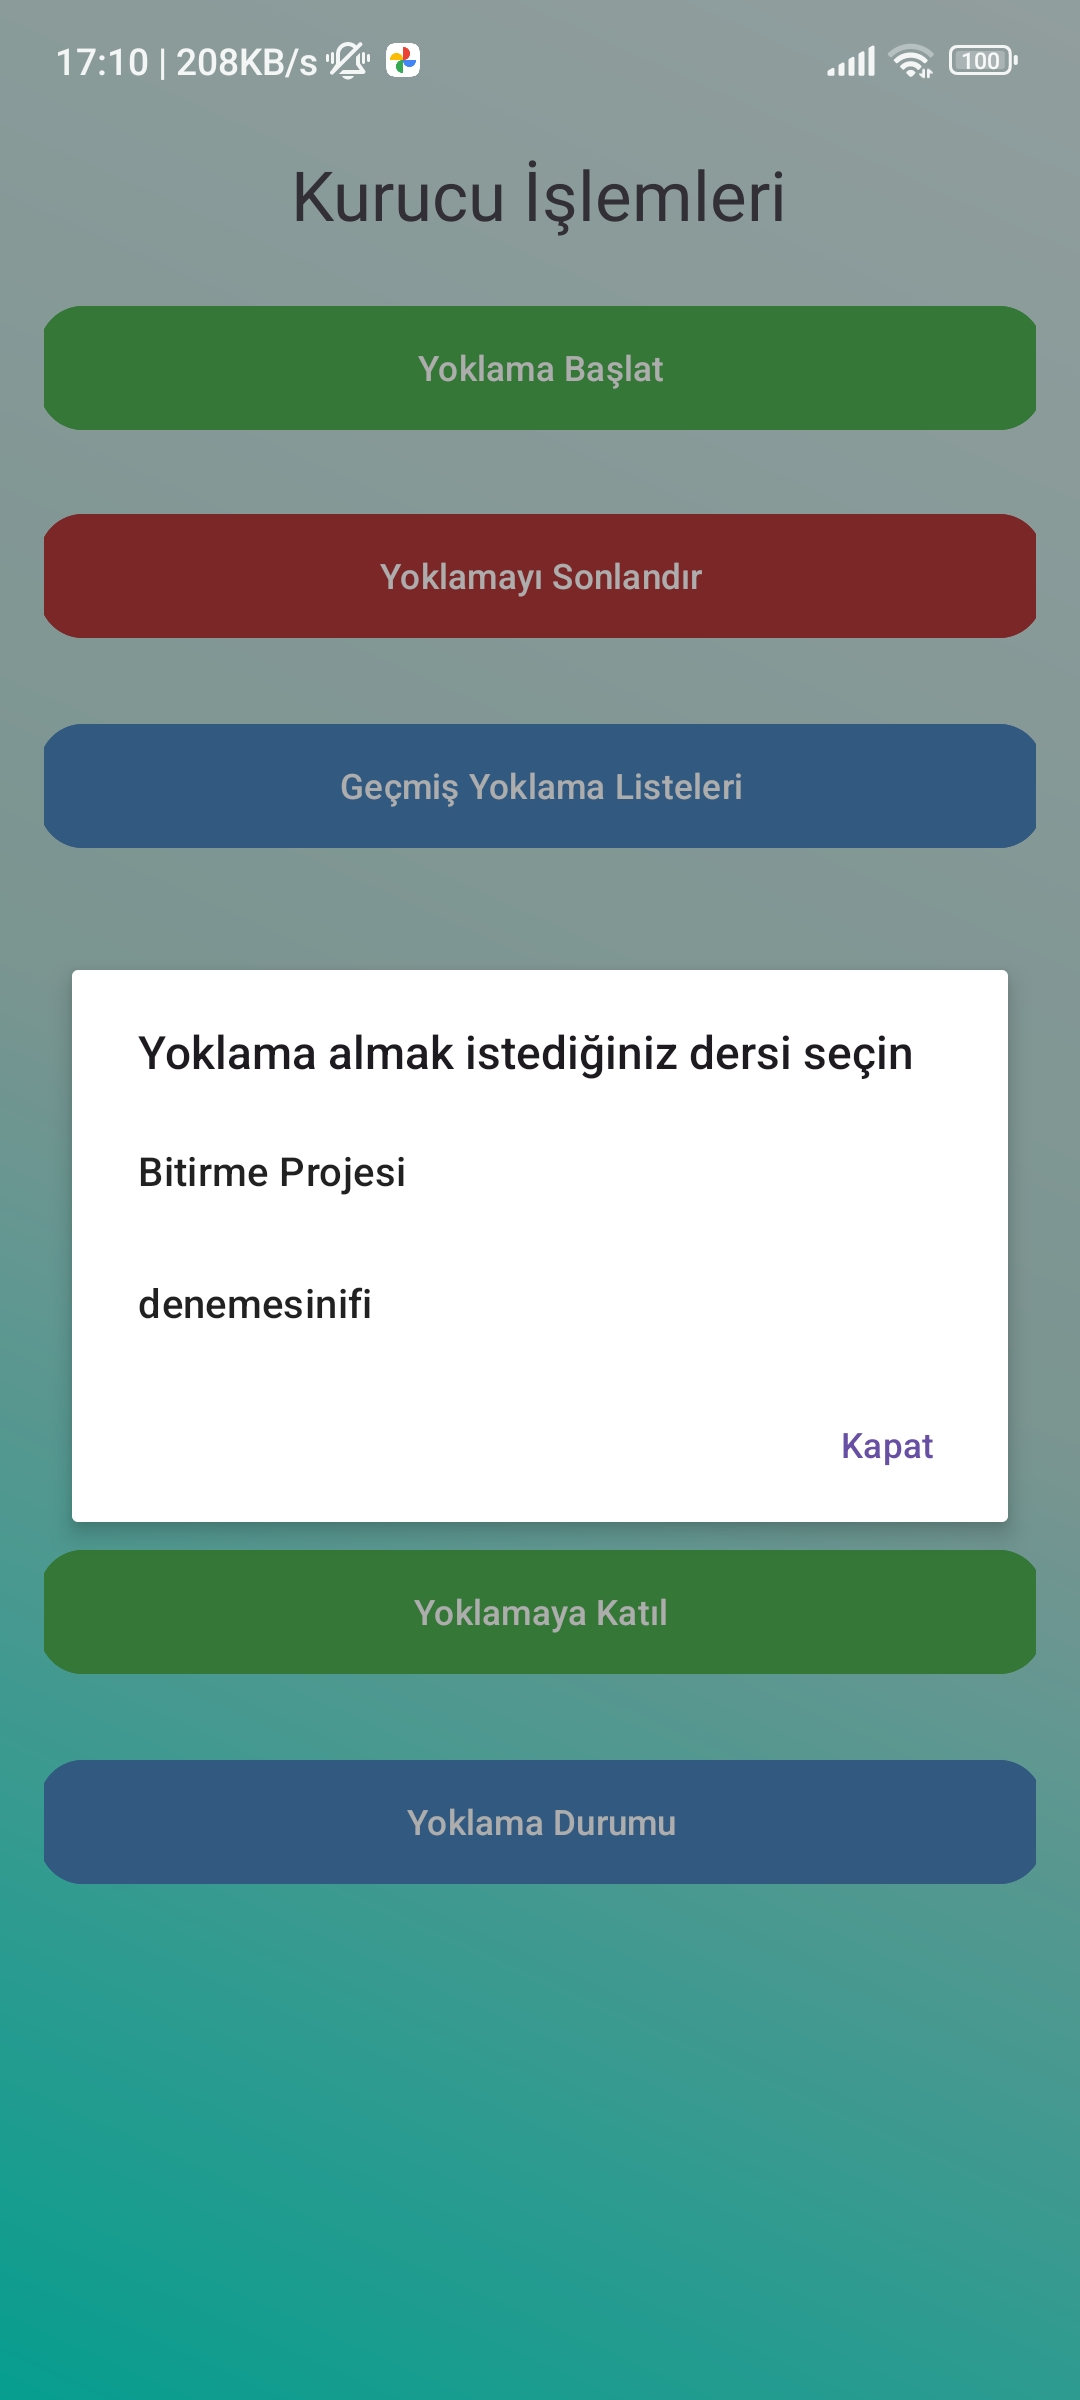 17:10 | 208KB/s
100
Kurucu İşlemleri
Yoklama Başlat
Yoklamayı Sonlandır
Geçmiş Yoklama Listeleri
Yoklama almak istediğiniz dersi seçin
Bitirme Projesi
denemesinifi
Kapat
Yoklamaya Katıl
Yoklama Durumu